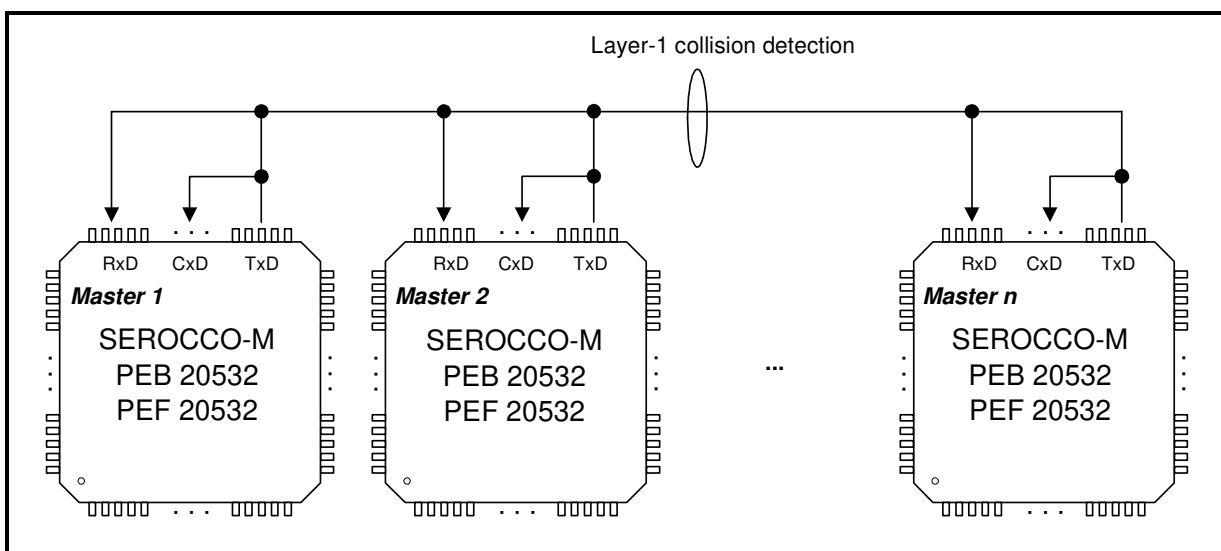 Layer-1 collision detection
RxD CxD TxD
Master 1
SEROCCO-M
PEB 20532
PEF 20532
RxD CxD TxD
Master 2
SEROCCO-M
PEB 20532
PEF 20532
...
RxD CxD TxD
Master n
SEROCCO-M
PEB 20532
PEF 20532